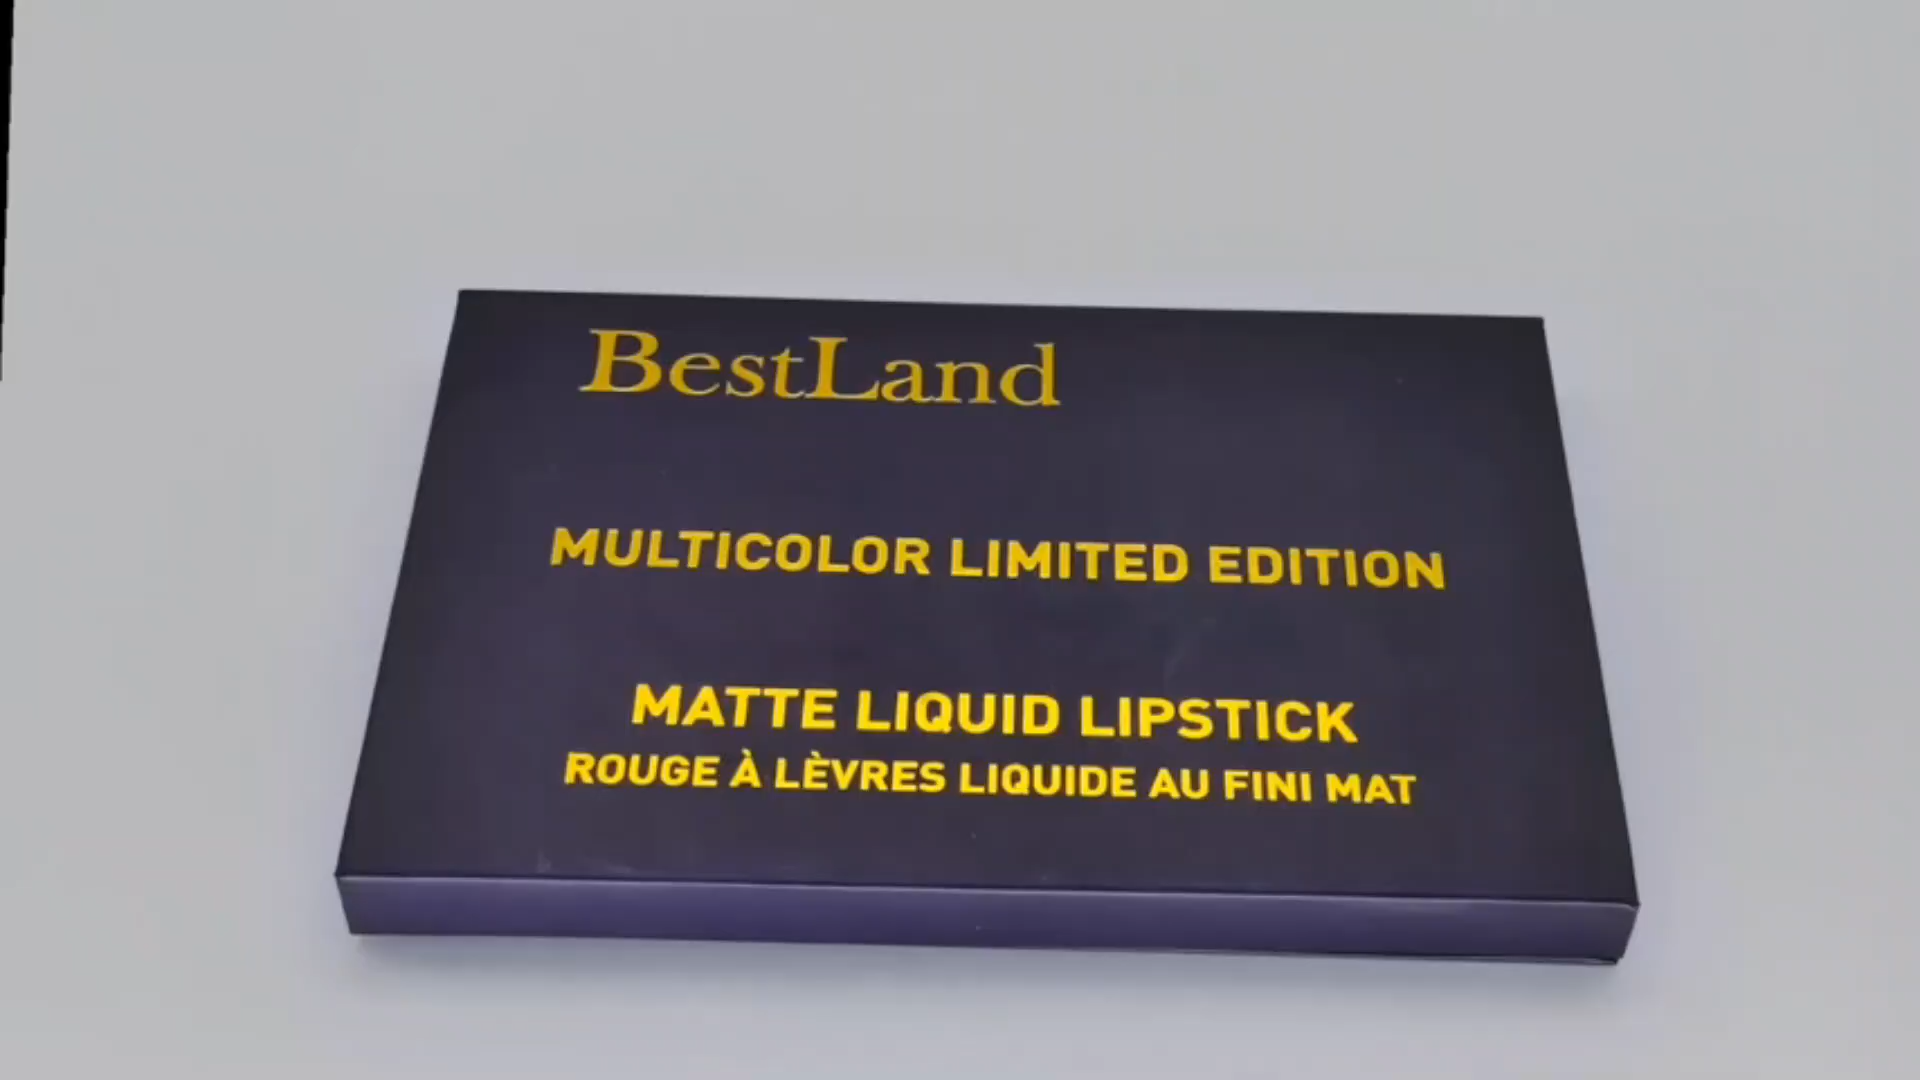 BestLand
MULTICOLOR LIMITED EDITION
MATTE LIQUID LIPSTICK
ROUGE À LÈVRES LIQUIDE AU FINI MAT